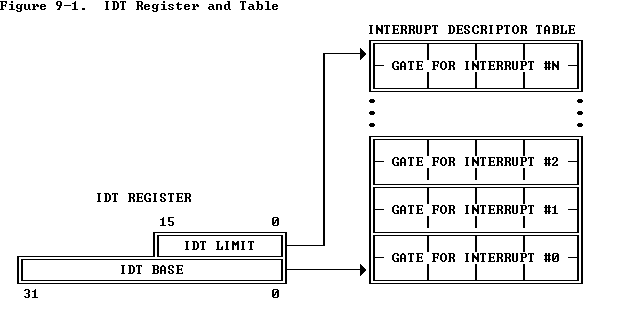 Figure 9-1. IDT Register and Table
INTERRUPT DESCRIPTOR TABLE
GATE FOR INTERRUPT #N
GATE FOR INTERRUPT #2
IDT REGISTER
15 0
GATE FOR INTERRUPT #1
IDT LIMIT
GATE FOR INTERRUPT #0
IDT BASE
31 0